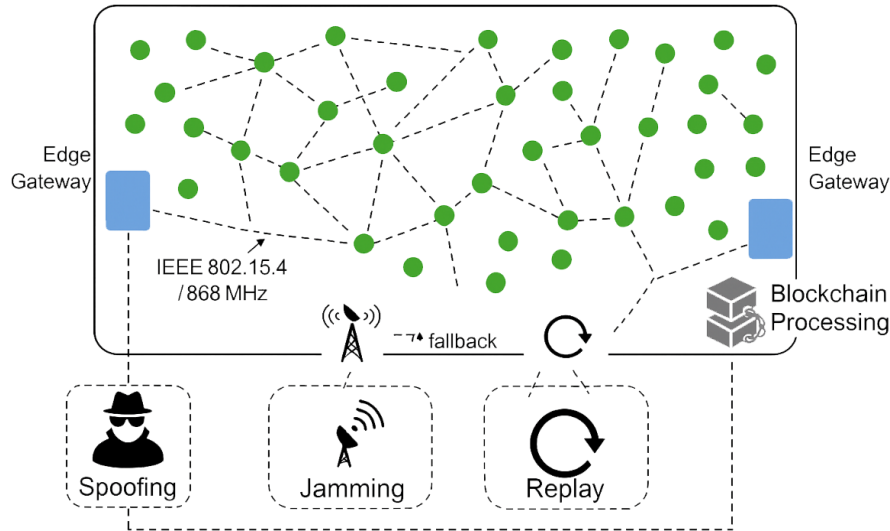 Edge
Gateway
Edge
Gateway
IEEE 802.15.4
/ 868 MHz
fallback
Blockchain
Processing
Spoofing
Jamming
Replay